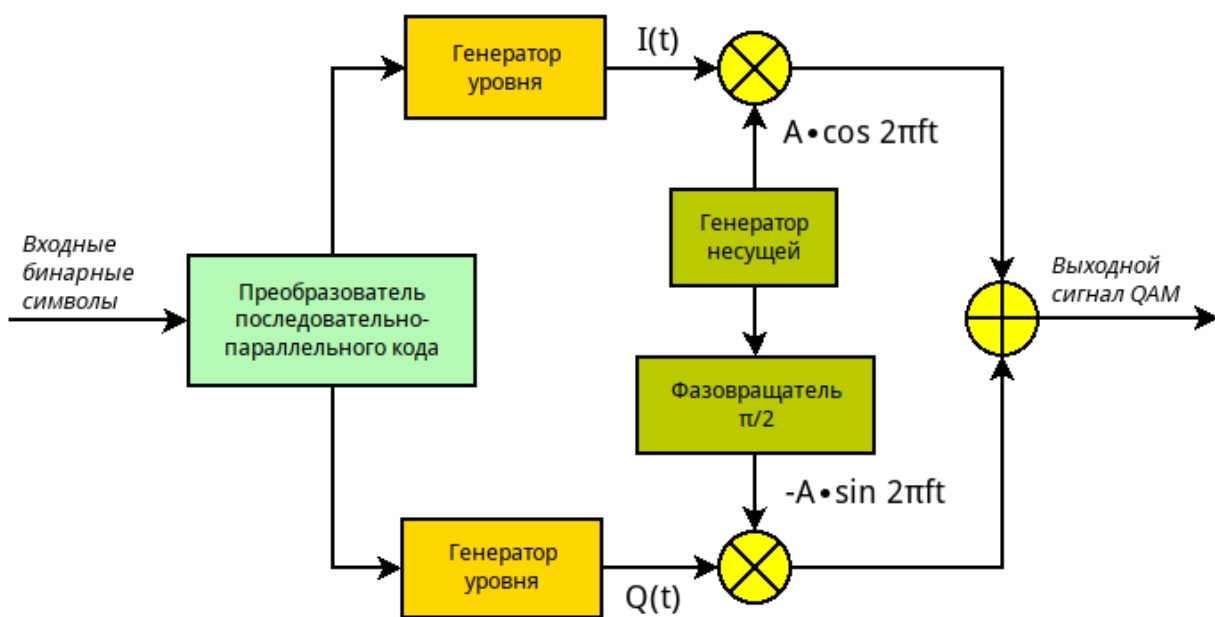 Генератор
уровня
I(t)
A•cos 2πft
Входные
бинарные
символы
Преобразователь
последовательно-
параллельного кода
Генератор
несущей
Выходной
сигнал QAM
Фазовращатель
π/2
-A•sin 2πft
Генератор
уровня
Q(t)